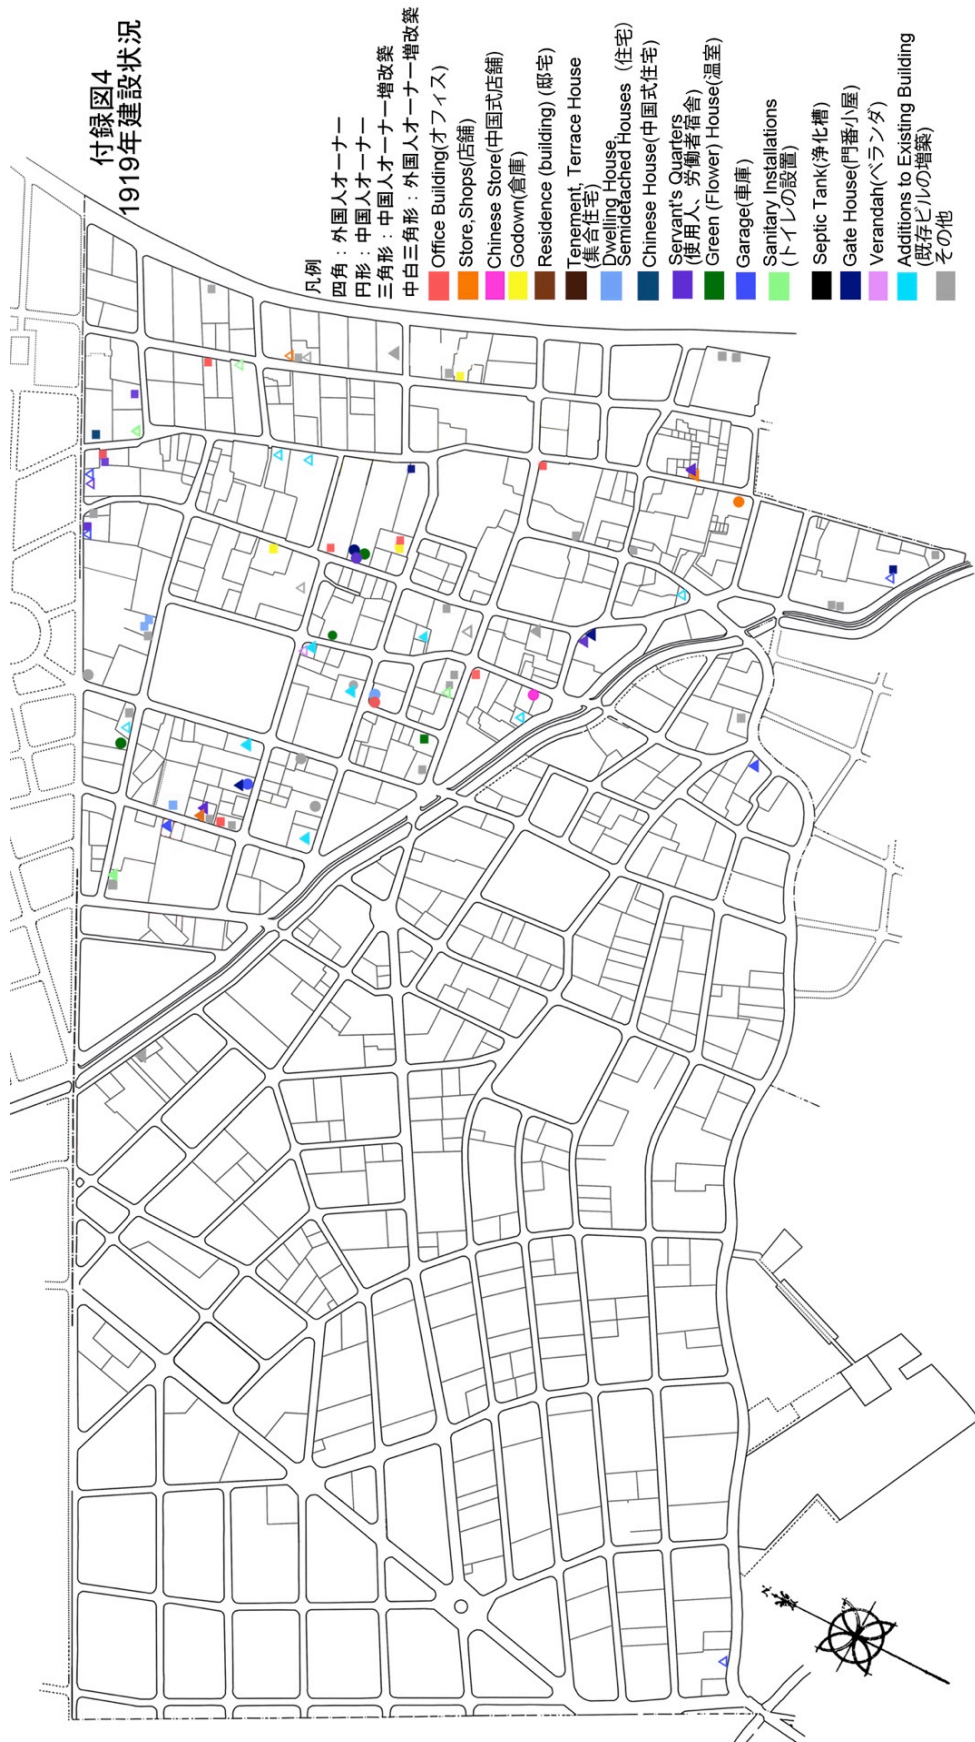 付録図4
1919年建設状況
凡例
四角：外国人オーナー
円形：中国人オーナー
三角形：中国人オーナー増改築
中白三角形：外国人オーナー増改築
Office Building(オフィス)
Store,Shops(店舗)
Chinese Store(中国式店舗)
Godown(倉庫)
Residence (building) (邸宅)
Tenement, Terrace House
(集合住宅)
Dwelling House,
Semidetached Houses（住宅)
Chinese House(中国式住宅)
Servant's Quarters
(使用人、労働者宿舎)
Green (Flower) House(温室)
Garage(車庫)
Sanitary Installations
(トイレの設置)
Septic Tank(浄化槽)
Gate House(門番小屋)
Verandah(ベランダ)
Additions to Existing Building
(既存ビルの増築)
その他